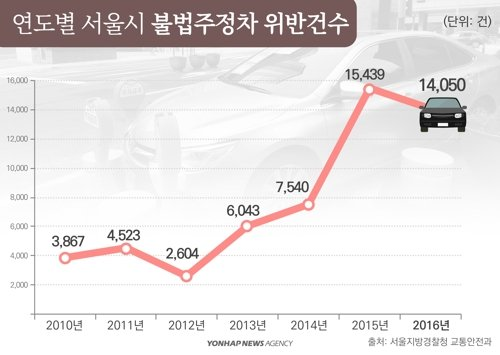 연도별 서울시 불법주정차 위반건수
(단위: 건)
16,000
14,000
12,000
10,000
8,000
6,000
4,000
2,000
3,867
4,523
2,604
6,043
7,540
15,439
14,050
2010년
2011년
2012년
2013년
2014년
2015년
2016년
YONHAP NEWS AGENCY
출처: 서울지방경찰청 교통안전과